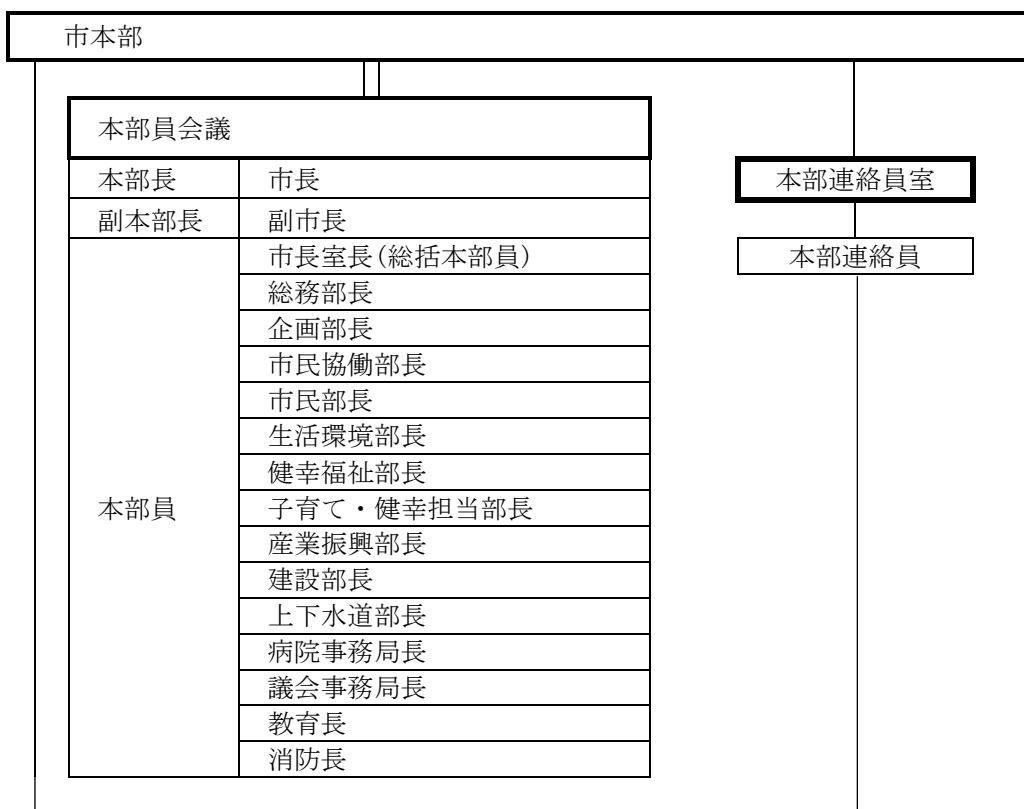 市本部
本部員会議
本部長 市長
副本部長 副市長
本部員
市長室長(総括本部員)
総務部長
企画部長
市民協働部長
市民部長
生活環境部長
健幸福祉部長
子育て・健幸担当部長
産業振興部長
建設部長
上下水道部長
病院事務局長
議会事務局長
教育長
消防長
本部連絡員室
本部連絡員